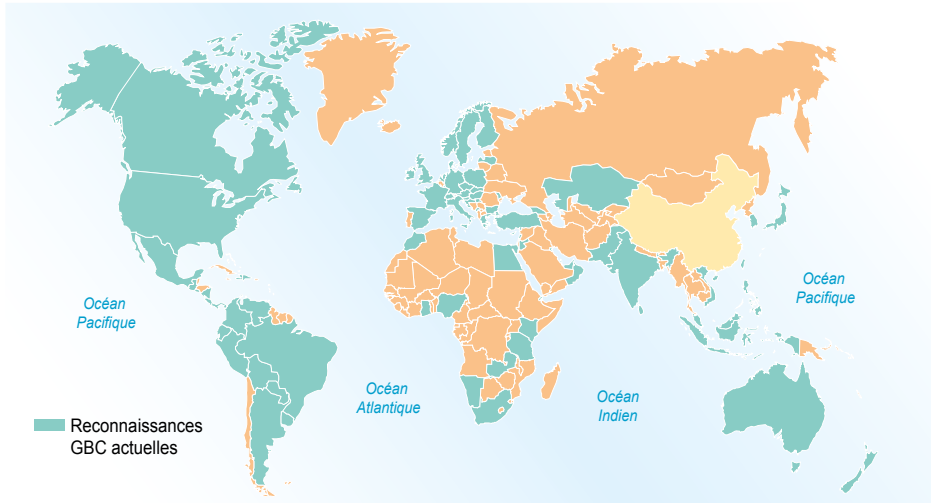 Océan
Pacifique
Océan
Pacifique
Océan
Atlantique
Océan
Indien
Reconnaissances
GBC actuelles